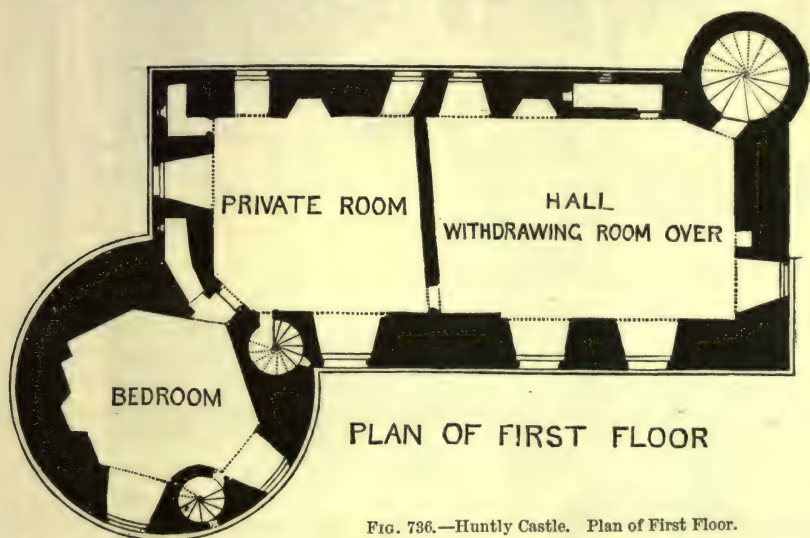 PRIVATE ROOM
HALL
WITHDRAWING ROOM OVER
BEDROOM
PLAN OF FIRST FLOOR
FIG. 736.—Huntly Castle. Plan of First Floor.